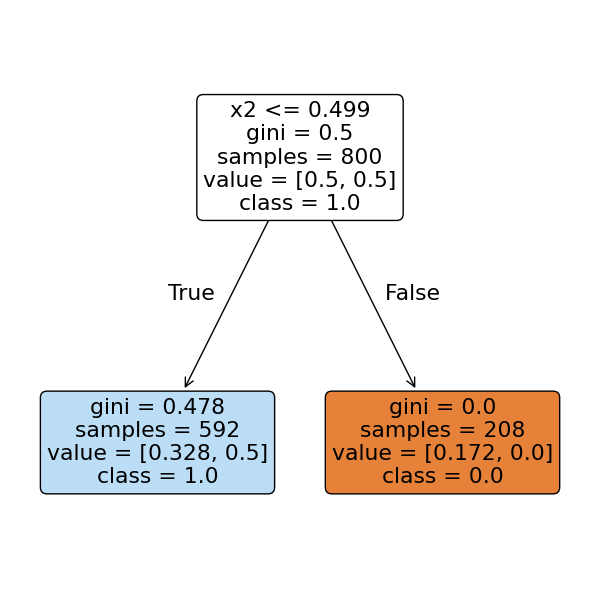 x2 <= 0.499
gini = 0.5
samples = 800
value = [0.5, 0.5]
class = 1.0
True
False
gini = 0.478
samples = 592
value = [0.328, 0.5]
class = 1.0
gini = 0.0
samples = 208
value = [0.172, 0.0]
class = 0.0